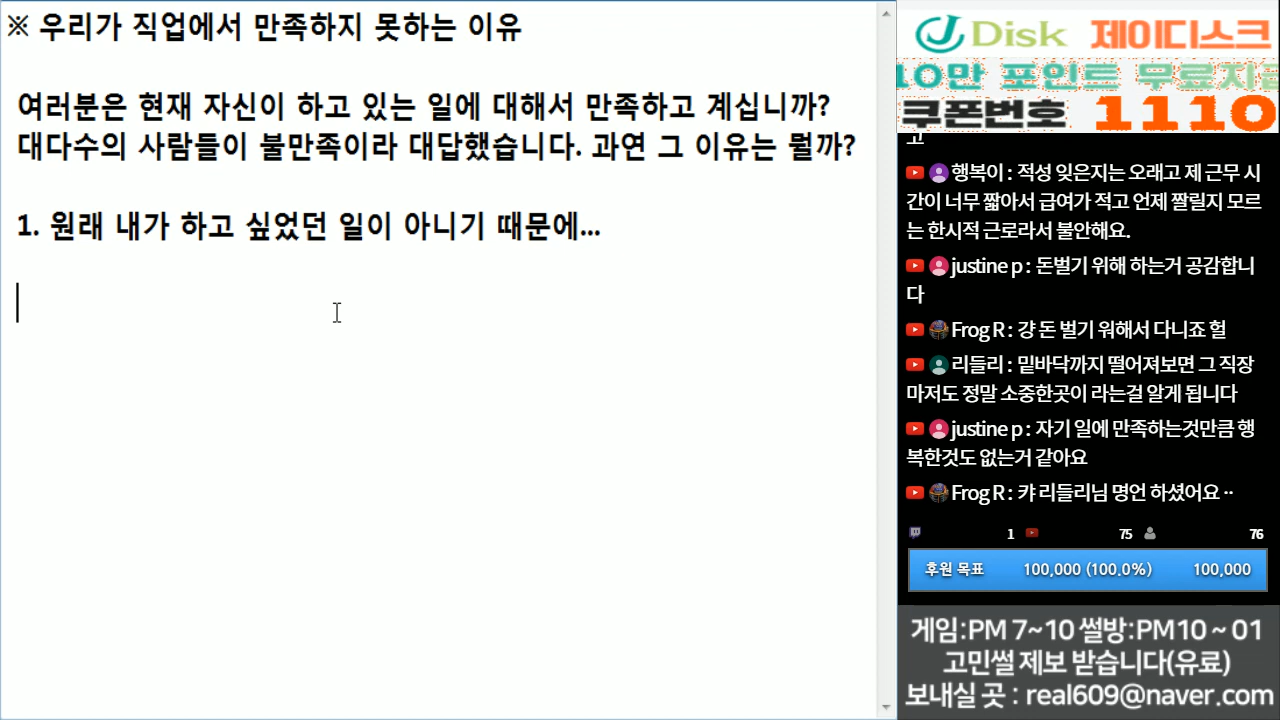 ※ 우리가 직업에서 만족하지 못하는 이유
여러분은 현재 자신이 하고 있는 일에 대해서 만족하고 계십니까?
대다수의 사람들이 불만족이라 대답했습니다. 과연 그 이유는 뭘까?
1. 원래 내가 하고 싶었던 일이 아니기 때문에...
J Disk 제이디스크
10만 포인트 무료지급
쿠폰번호 1110
고
행복이 : 적성 잊은지는 오래고 제 근무 시
간이 너무 짧아서 급여가 적고 언제 짤릴지 모르
는 한시적 근로라서 불안해요.
justine p : 돈벌기 위해 하는거 공감합니
다
Frog R : 걍 돈 벌기 워해서 다니죠 헐
리들리 : 밑바닥까지 떨어져보면 그 직장
마저도 정말 소중한곳이 라는걸 알게 됩니다
justine p : 자기 일에 만족하는것만큼 행
복한것도 없는거 같아요
Frog R : 캬 리들리님 명언 하셨어요 ··
1 75 76
후원 목표 100,000 (100.0%) 100,000
게임:PM 7~10 썰방:PM10 ~ 01
고민썰 제보 받습니다(유료)
보내실 곳 : real609@naver.com